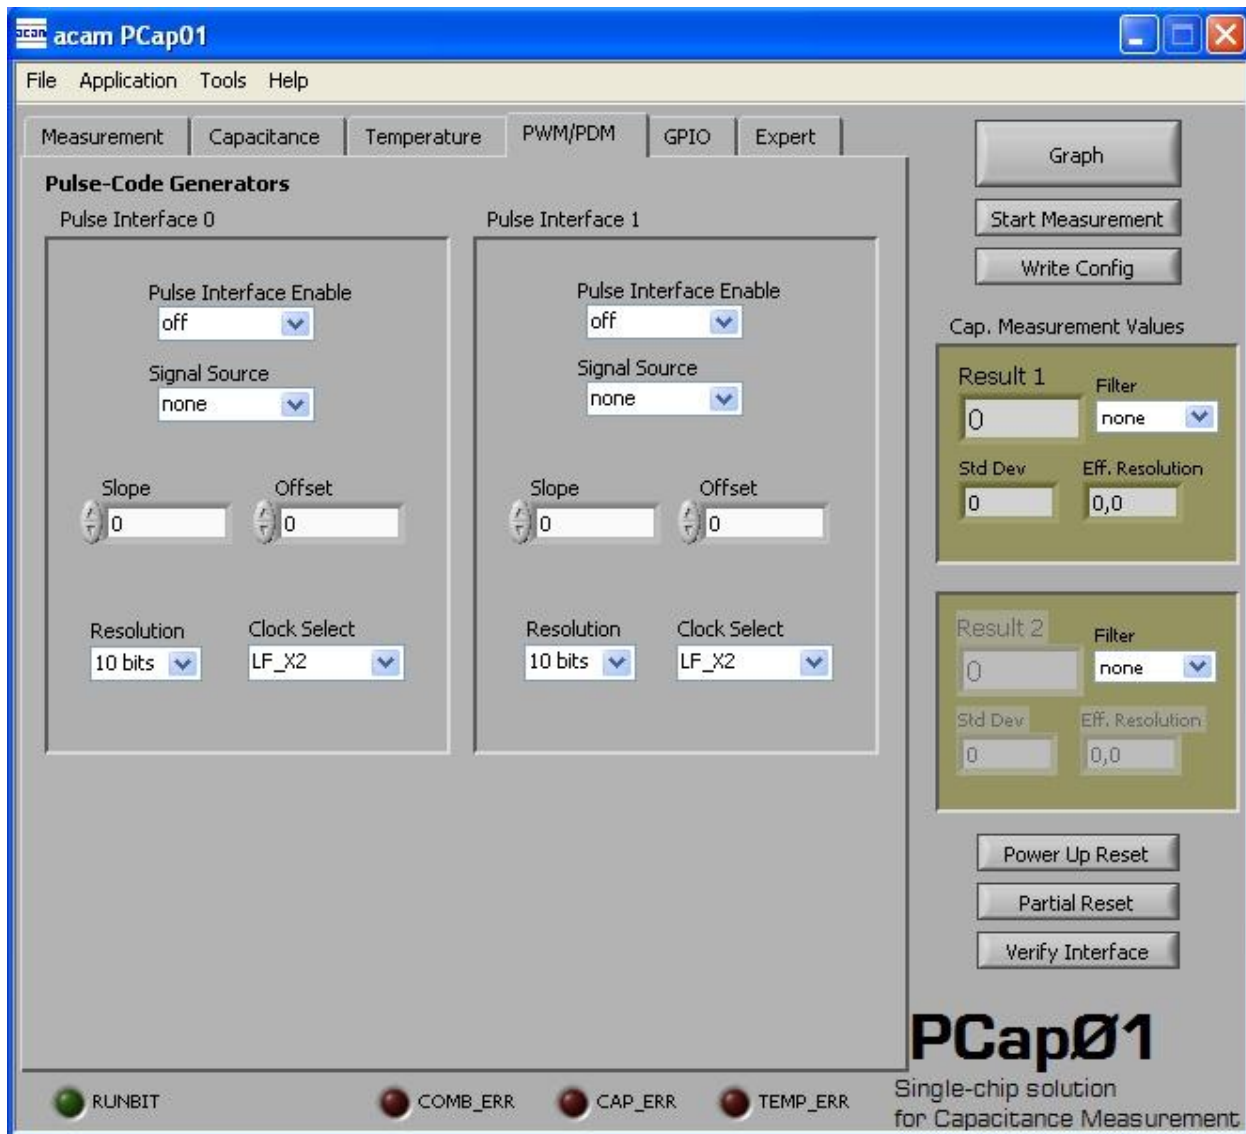 acam acam PCap01
File Application Tools Help
Measurement Capacitance Temperature PWM/PDM GPIO Expert
Pulse-Code Generators
Pulse Interface 0
Pulse Interface Enable
off
Signal Source
none
Slope Offset
0 0
Resolution Clock Select
10 bits LF_X2
Pulse Interface 1
Pulse Interface Enable
off
Signal Source
none
Slope Offset
0 0
Resolution Clock Select
10 bits LF_X2
Graph
Start Measurement
Write Config
Cap. Measurement Values
Result 1 Filter
0 none
Std Dev Eff. Resolution
0 0,0
Result 2 Filter
0 none
Std Dev Eff. Resolution
0 0,0
Power Up Reset
Partial Reset
Verify Interface
PCapØ1
Single-chip solution
for Capacitance Measurement
RUNBIT COMB_ERR CAP_ERR TEMP_ERR